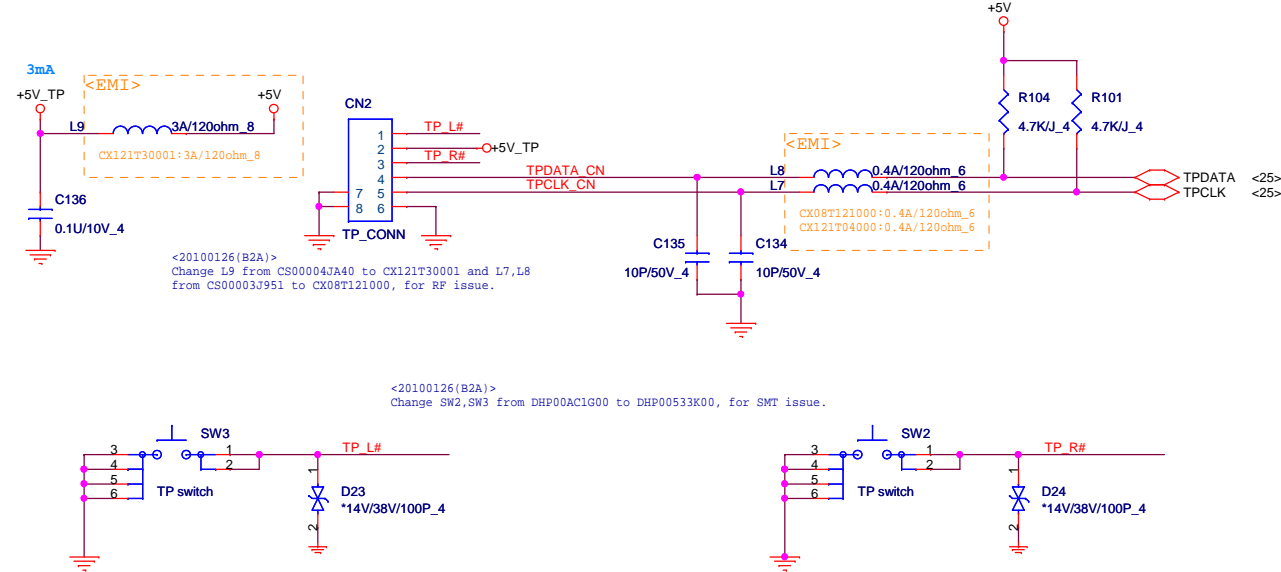 +5V
3mA
+5V_TP
<EMI>
+5V
L9
3A/120ohm_8
CX121T30001:3A/120ohm_8
C136
0.1U/10V_4
CN2
1
2
3
4
5
6
7
8
TP_CONN
TP_L#
+5V_TP
TP_R#
TPDATA_CN
TPCLK_CN
R104
4.7K/J_4
R101
4.7K/J_4
<EMI>
L8
0.4A/120ohm_6
L7
0.4A/120ohm_6
CX08T121000:0.4A/120ohm_6
CX121T04000:0.4A/120ohm_6
TPDATA <25>
TPCLK <25>
C135
10P/50V_4
C134
10P/50V_4
<20100126(B2A)>
Change L9 from CS00004JA40 to CX121T30001 and L7,L8
from CS00003J951 to CX08T121000, for RF issue.
<20100126(B2A)>
Change SW2,SW3 from DHP00AC1G00 to DHP00533K00, for SMT issue.
SW3
3
4
5
6
1
2
TP switch
TP_L#
1
2
D23
*14V/38V/100P_4
SW2
3
4
5
6
1
2
TP switch
TP_R#
1
2
D24
*14V/38V/100P_4